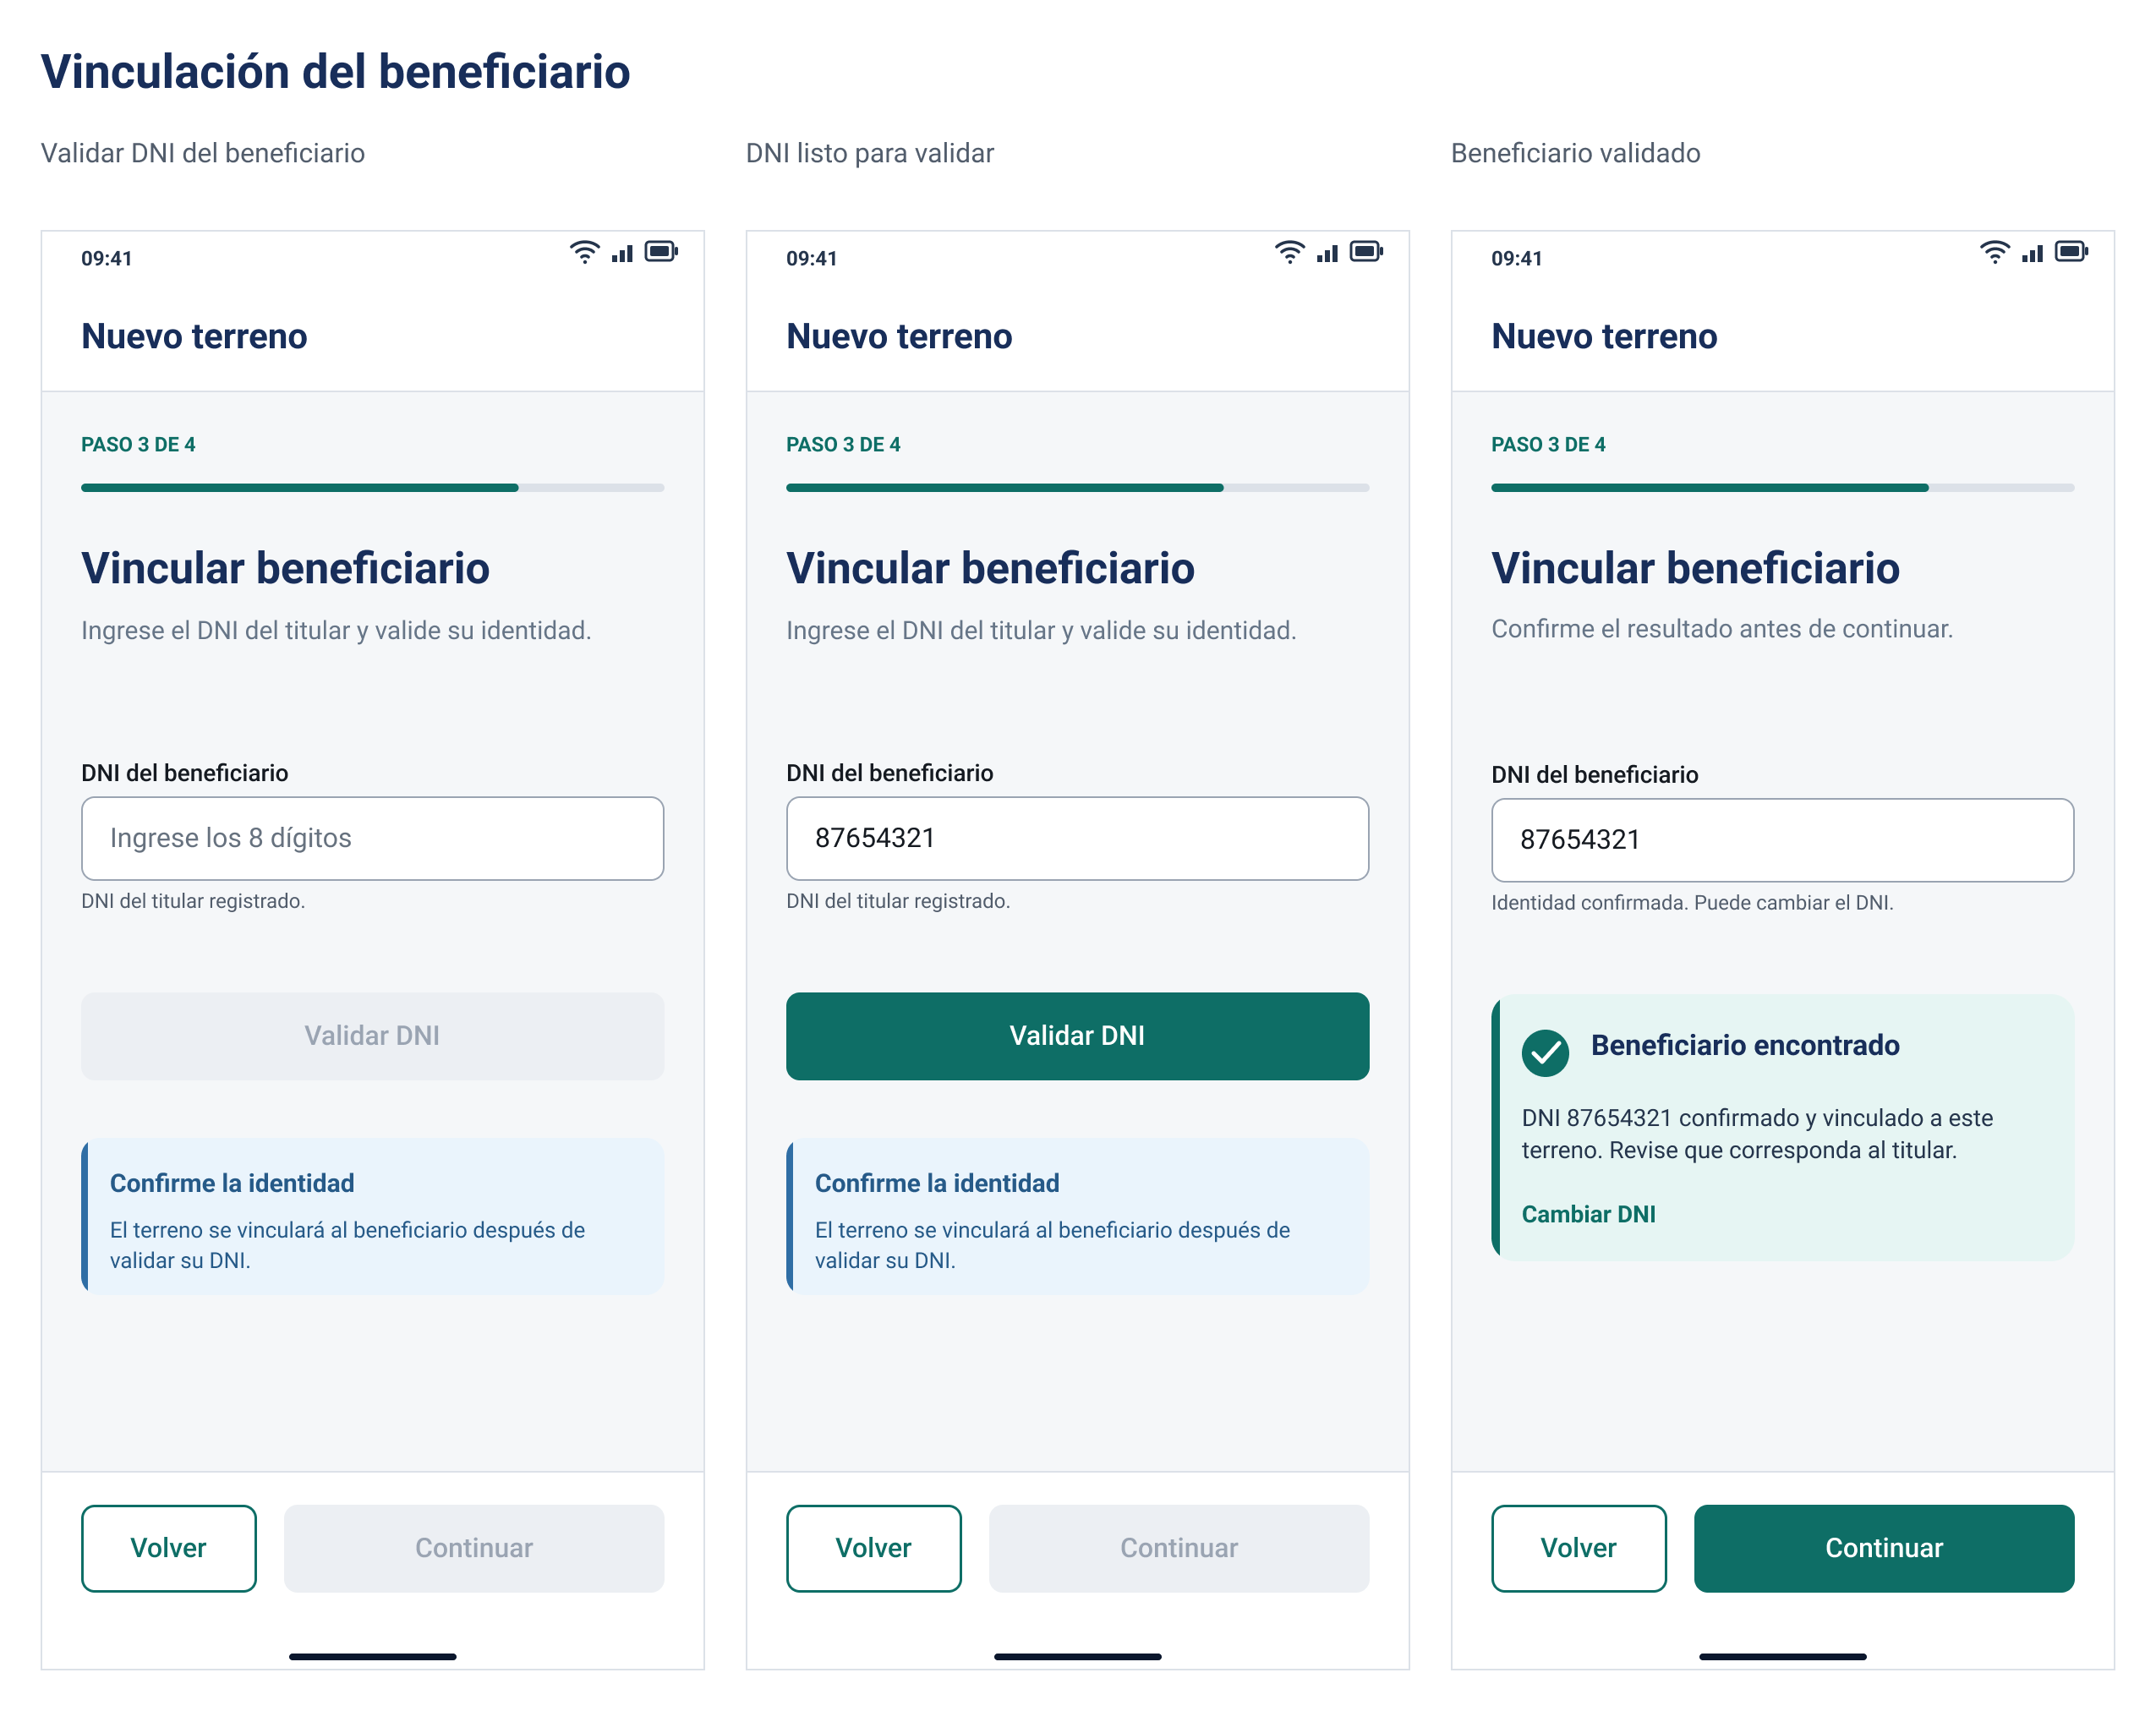 Vinculación del beneficiario
Validar DNI del beneficiario
09:41
Nuevo terreno
PASO 3 DE 4
Vincular beneficiario
Ingrese el DNI del titular y valide su identidad.
DNI del beneficiario
Ingrese los 8 dígitos
DNI del titular registrado.
Validar DNI
Confirme la identidad
El terreno se vinculará al beneficiario después de
validar su DNI.
Volver
Continuar
DNI listo para validar
09:41
Nuevo terreno
PASO 3 DE 4
Vincular beneficiario
Ingrese el DNI del titular y valide su identidad.
DNI del beneficiario
87654321
DNI del titular registrado.
Validar DNI
Confirme la identidad
El terreno se vinculará al beneficiario después de
validar su DNI.
Volver
Continuar
Beneficiario validado
09:41
Nuevo terreno
PASO 3 DE 4
Vincular beneficiario
Confirme el resultado antes de continuar.
DNI del beneficiario
87654321
Identidad confirmada. Puede cambiar el DNI.
Beneficiario encontrado
DNI 87654321 confirmado y vinculado a este
terreno. Revise que corresponda al titular.
Cambiar DNI
Volver
Continuar